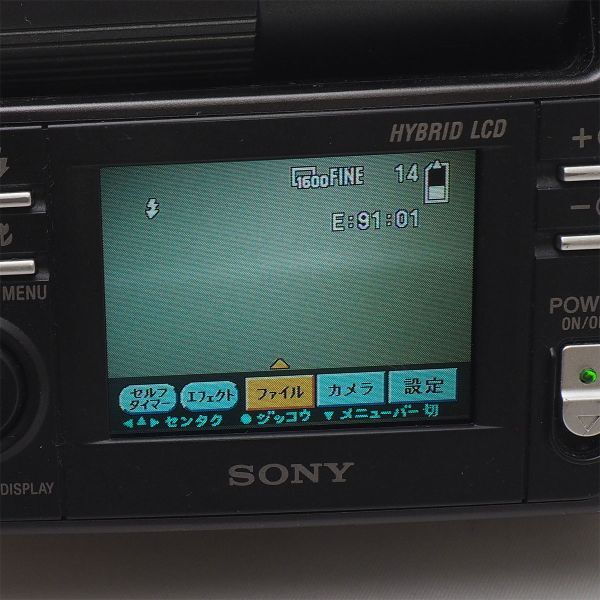 HYBRID LCD
1600 FINE 14
E:91:01
MENU
POW
ON/O
セルフタイマー エフェクト ファイル カメラ 設定
◀▲▶センタク ●ジッコウ ▼メニューバー切
SONY
DISPLAY